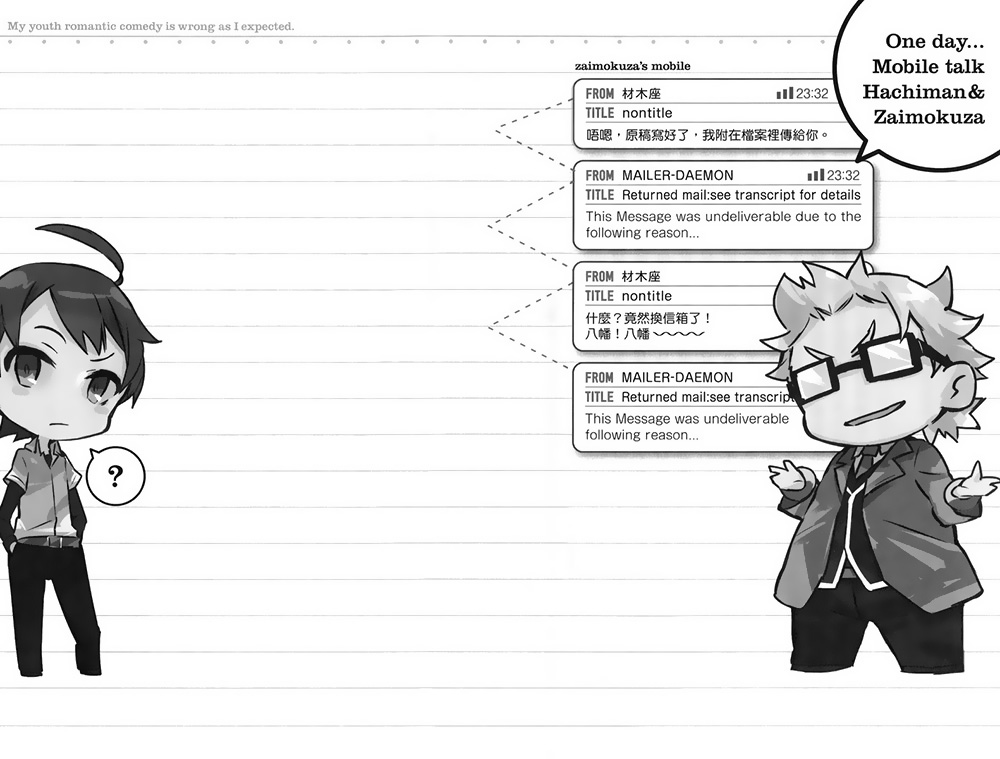 My youth romantic comedy is wrong as I expected.
One day...
Mobile talk
Hachiman&
Zaimokuza
zaimokuza's mobile
FROM 材木座 23:32
TITLE nontitle
唔嗯，原稿寫好了，我附在檔案裡傳給你。
FROM MAILER-DAEMON 23:32
TITLE Returned mail:see transcript for details
This Message was undeliverable due to the
following reason...
FROM 材木座
TITLE nontitle
什麼？竟然換信箱了！
八幡！八幡～～～～
FROM MAILER-DAEMON
TITLE Returned mail:see transcrip
This Message was undeliverable
following reason...
?